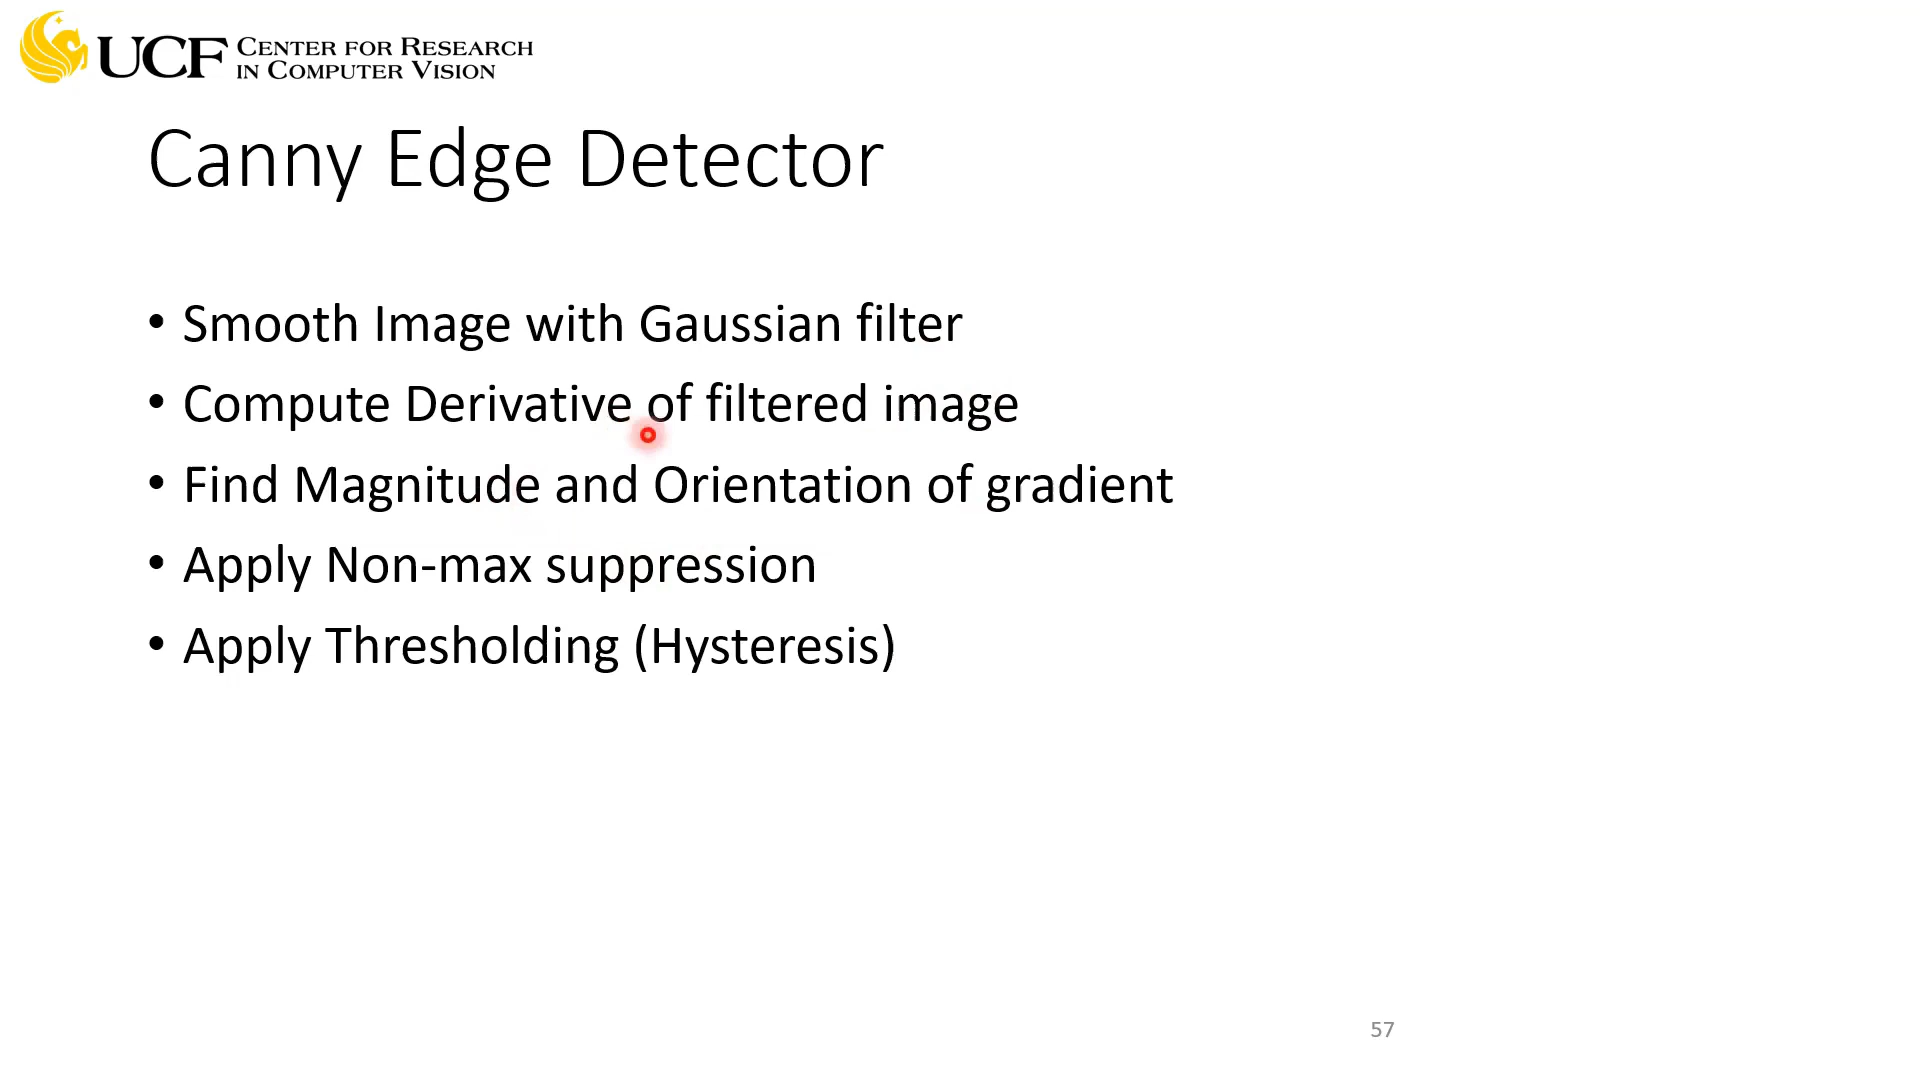 UCF CENTER FOR RESEARCH
IN COMPUTER VISION
Canny Edge Detector
• Smooth Image with Gaussian filter
• Compute Derivative of filtered image
• Find Magnitude and Orientation of gradient
• Apply Non-max suppression
• Apply Thresholding (Hysteresis)
57